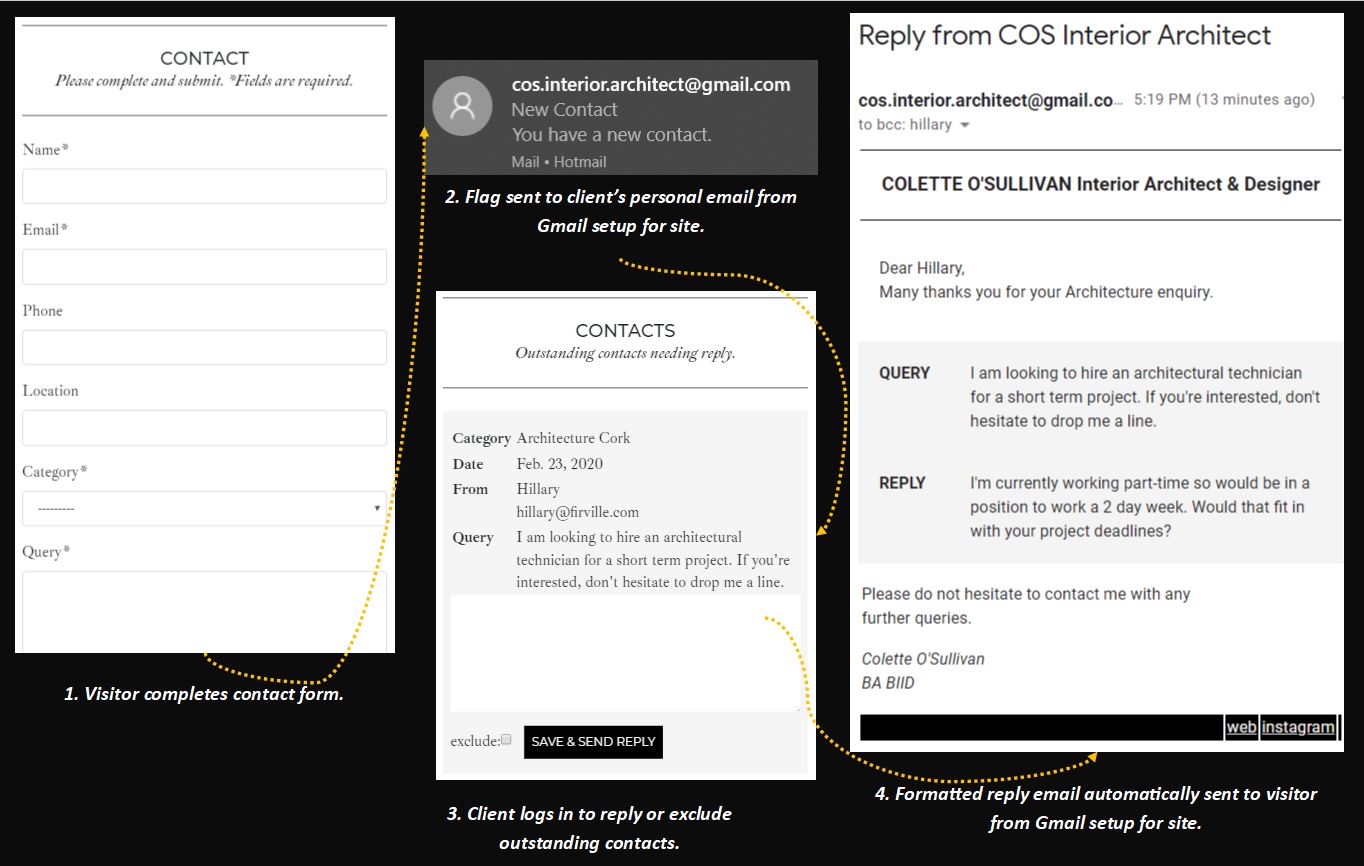 CONTACT
Please complete and submit. *Fields are required.
Name*
Email*
Phone
Location
Category*
---------
Query*
1. Visitor completes contact form.
cos.interior.architect@gmail.com
New Contact
You have a new contact.
Mail • Hotmail
2. Flag sent to client's personal email from
Gmail setup for site.
CONTACTS
Outstanding contacts needing reply.
Category Architecture Cork
Date Feb. 23, 2020
From Hillary
hillary@firville.com
Query I am looking to hire an architectural
technician for a short term project. If you're
interested, don't hesitate to drop me a line.
exclude:
SAVE & SEND REPLY
3. Client logs in to reply or exclude
outstanding contacts.
Reply from COS Interior Architect
cos.interior.architect@gmail.co... 5:19 PM (13 minutes ago)
to bcc: hillary
COLETTE O'SULLIVAN Interior Architect & Designer
Dear Hillary,
Many thanks you for your Architecture enquiry.
QUERY I am looking to hire an architectural technician
for a short term project. If you're interested, don't
hesitate to drop me a line.
REPLY I'm currently working part-time so would be in a
position to work a 2 day week. Would that fit in
with your project deadlines?
Please do not hesitate to contact me with any
further queries.
Colette O'Sullivan
BA BIID
web instagram
4. Formatted reply email automatically sent to visitor
from Gmail setup for site.